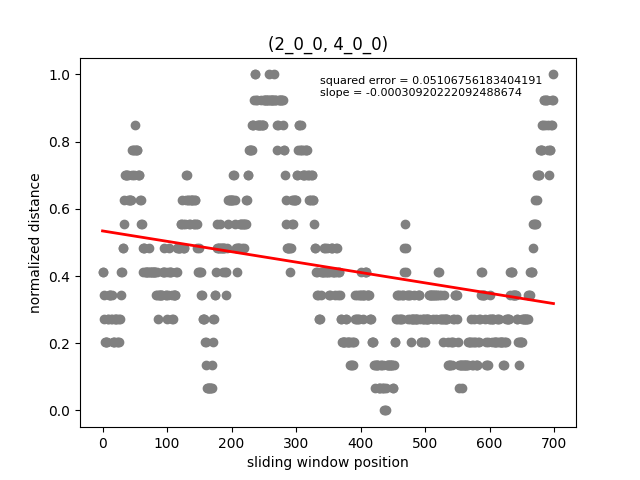 (2_0_0, 4_0_0)
squared error = 0.05106756183404191
slope = -0.00030920222092488674
1.0
0.8
0.6
0.4
0.2
0.0
normalized distance
0 100 200 300 400 500 600 700
sliding window position